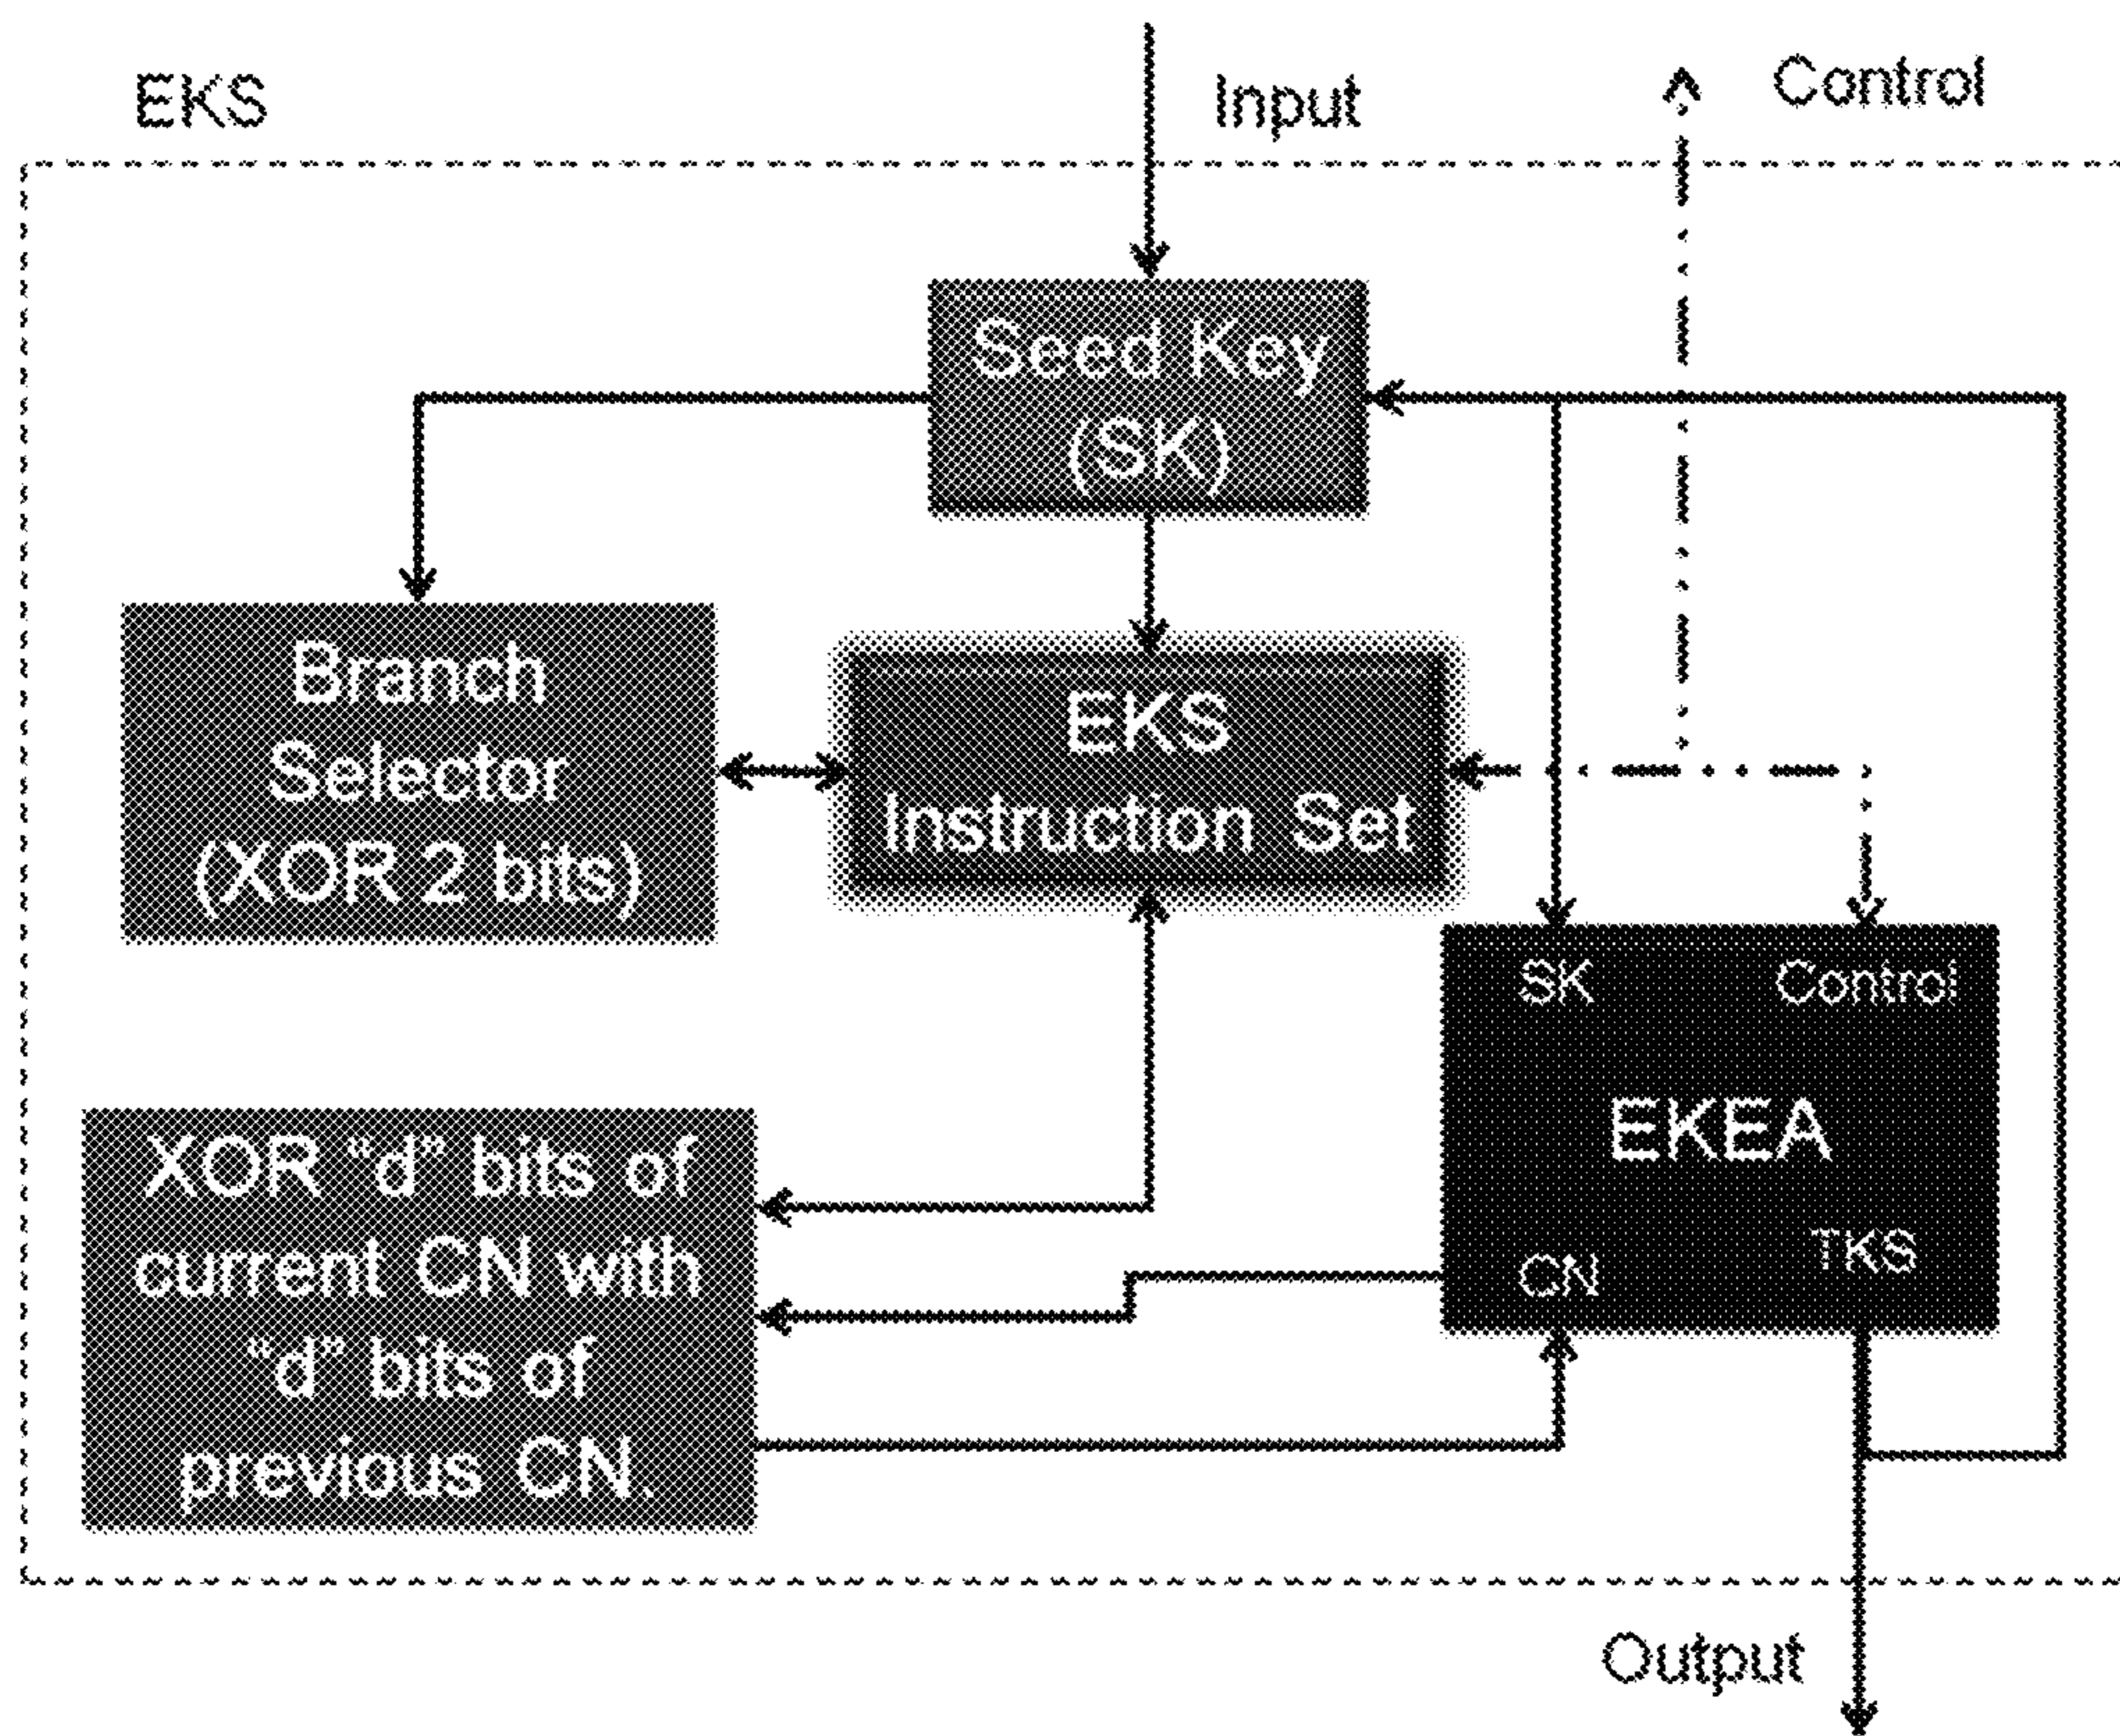 EKS
Input
Control
Seed Key
(SK)
Branch
Selector
(XOR 2 bits)
EKS
Instruction Set
SK
Control
EKEA
CN
TKS
XOR "d" bits of
current CN with
"d" bits of
previous CN.
Output